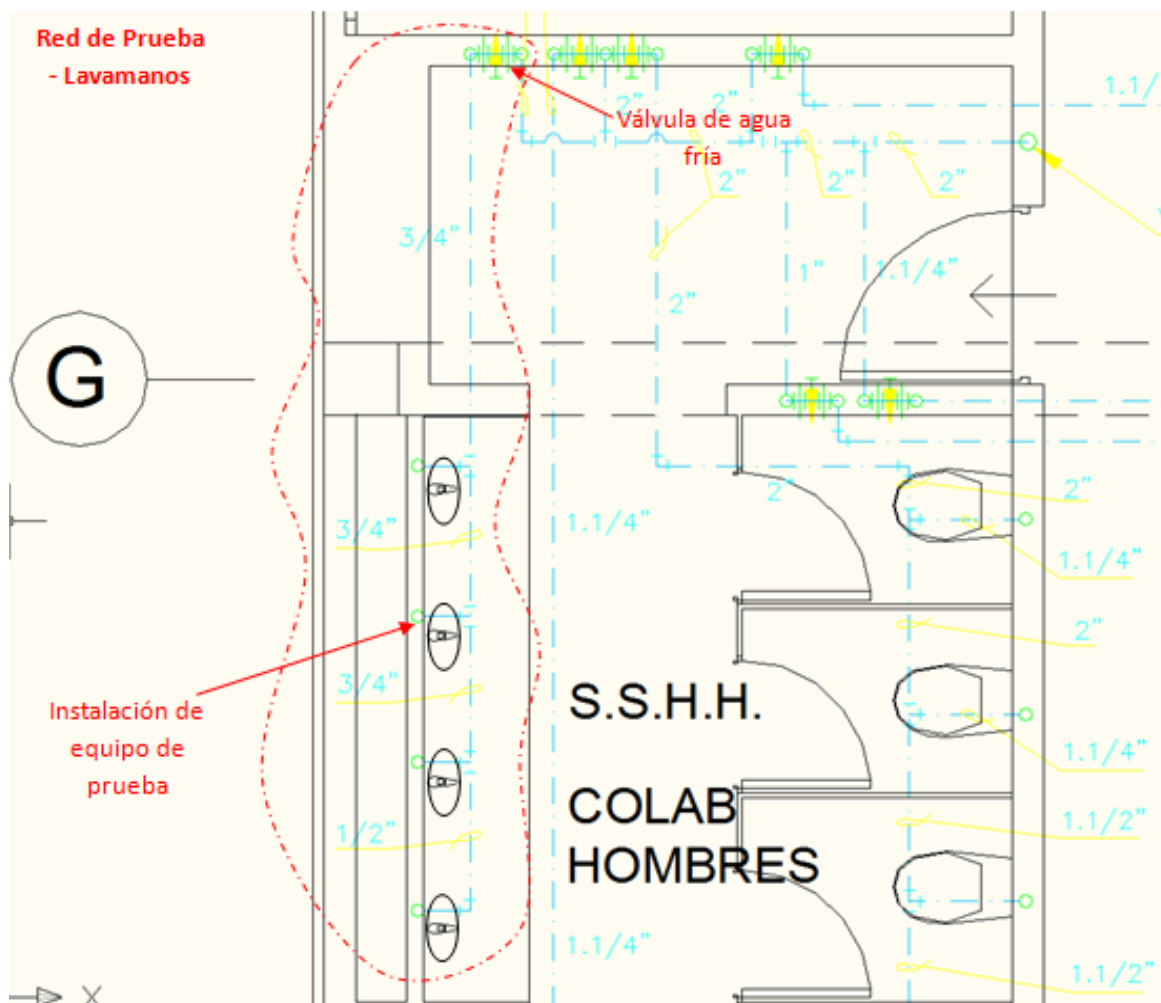 Red de Prueba
- Lavamanos
1.1/
2"
2"
Válvula de agua
fría
2"
2"
2"
3/4"
1"
1.1/4"
2"
G
2"
2"
3/4"
1.1/4"
1.1/4"
2"
3/4"
S.S.H.H.
Instalación de
equipo de
prueba
1.1/4"
COLAB
HOMBRES
1/2"
1.1/2"
1.1/4"
1.1/2"
X